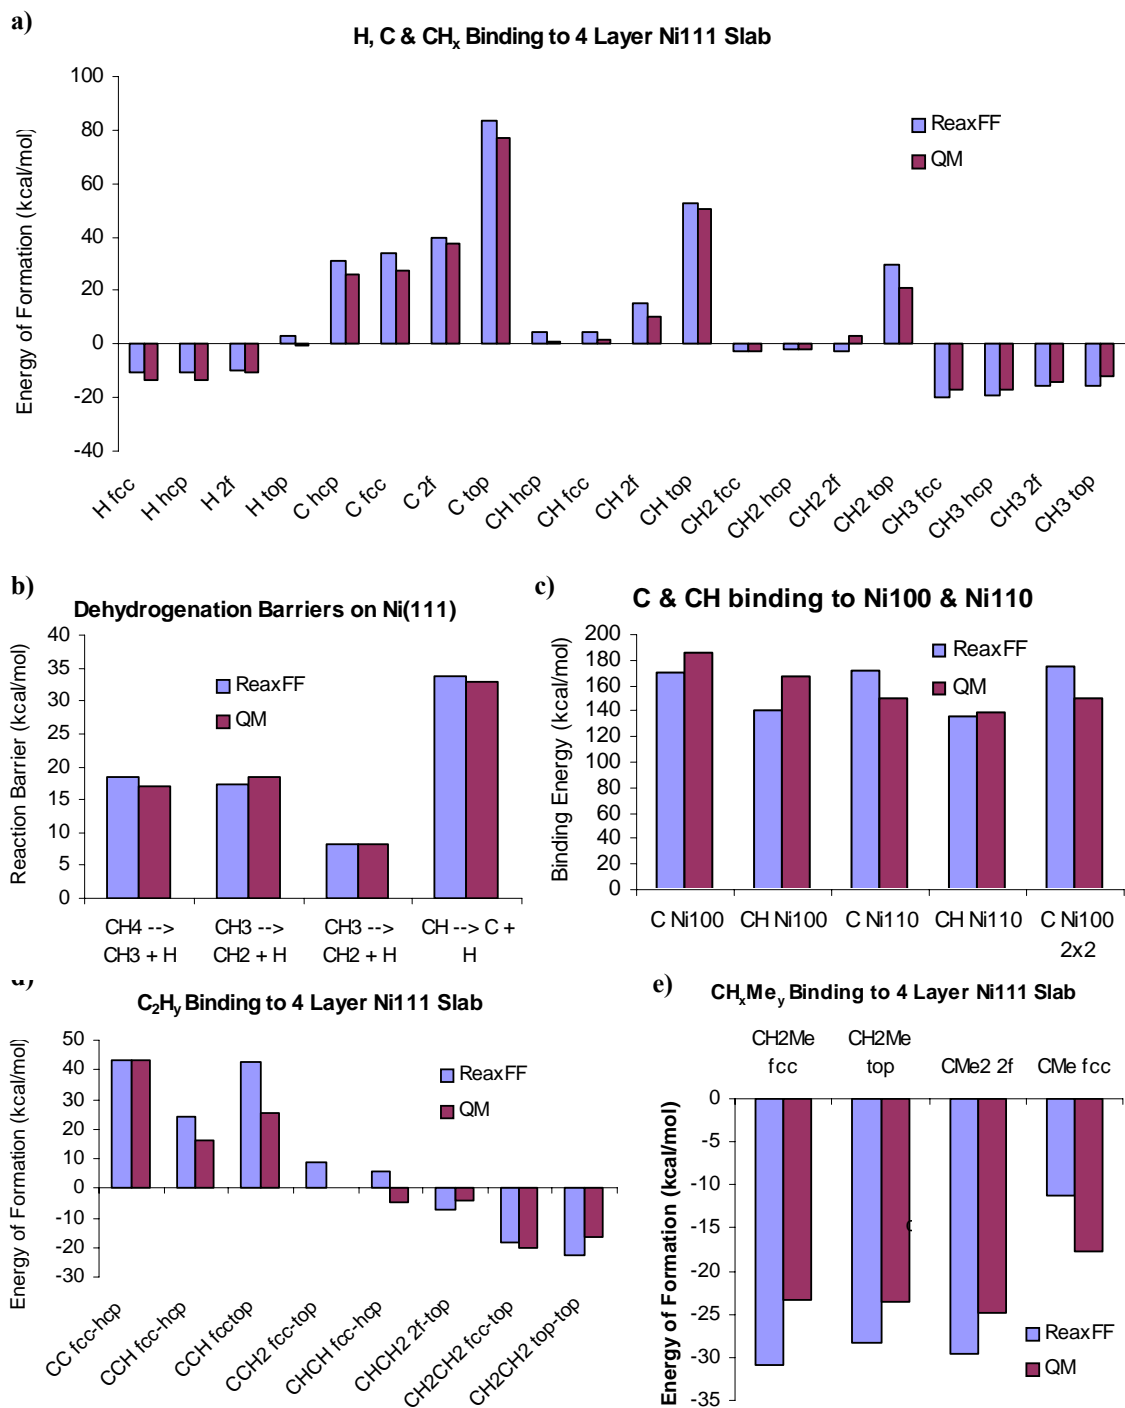 a)
H, C & CHx Binding to 4 Layer Ni111 Slab
Energy of Formation (kcal/mol)
100
80
60
40
20
0
-20
-40
ReaxFF
QM
H fcc
H hcp
H 2f
H top
C hcp
C fcc
C 2f
C top
CH hcp
CH fcc
CH 2f
CH top
CH2 fcc
CH2 hcp
CH2 2f
CH2 top
CH3 fcc
CH3 hcp
CH3 2f
CH3 top
b)
Dehydrogenation Barriers on Ni(111)
Reaction Barrier (kcal/mol)
40
35
30
25
20
15
10
5
0
ReaxFF
QM
CH4 -->
CH3 + H
CH3 -->
CH2 + H
CH3 -->
CH2 + H
CH --> C +
H
c)
C & CH binding to Ni100 & Ni110
Binding Energy (kcal/mol)
200
180
160
140
120
100
80
60
40
20
0
ReaxFF
QM
C Ni100
CH Ni100
C Ni110
CH Ni110
C Ni100
2x2
d)
C2Hy Binding to 4 Layer Ni111 Slab
Energy of Formation (kcal/mol)
50
40
30
20
10
0
-10
-20
-30
ReaxFF
QM
CC fcc-hcp
CCH fcc-hcp
CCH fcctop
CCH2 fcc-top
CHCH fcc-hcp
CHCH2 2f-top
CH2CH2 fcc-top
CH2CH2 top-top
e)
CHxMey Binding to 4 Layer Ni111 Slab
CH2Me
fcc
CH2Me
top
CMe2 2f
CMe fcc
Energy of Formation (kcal/mol)
0
-5
-10
-15
-20
-25
-30
-35
ReaxFF
QM